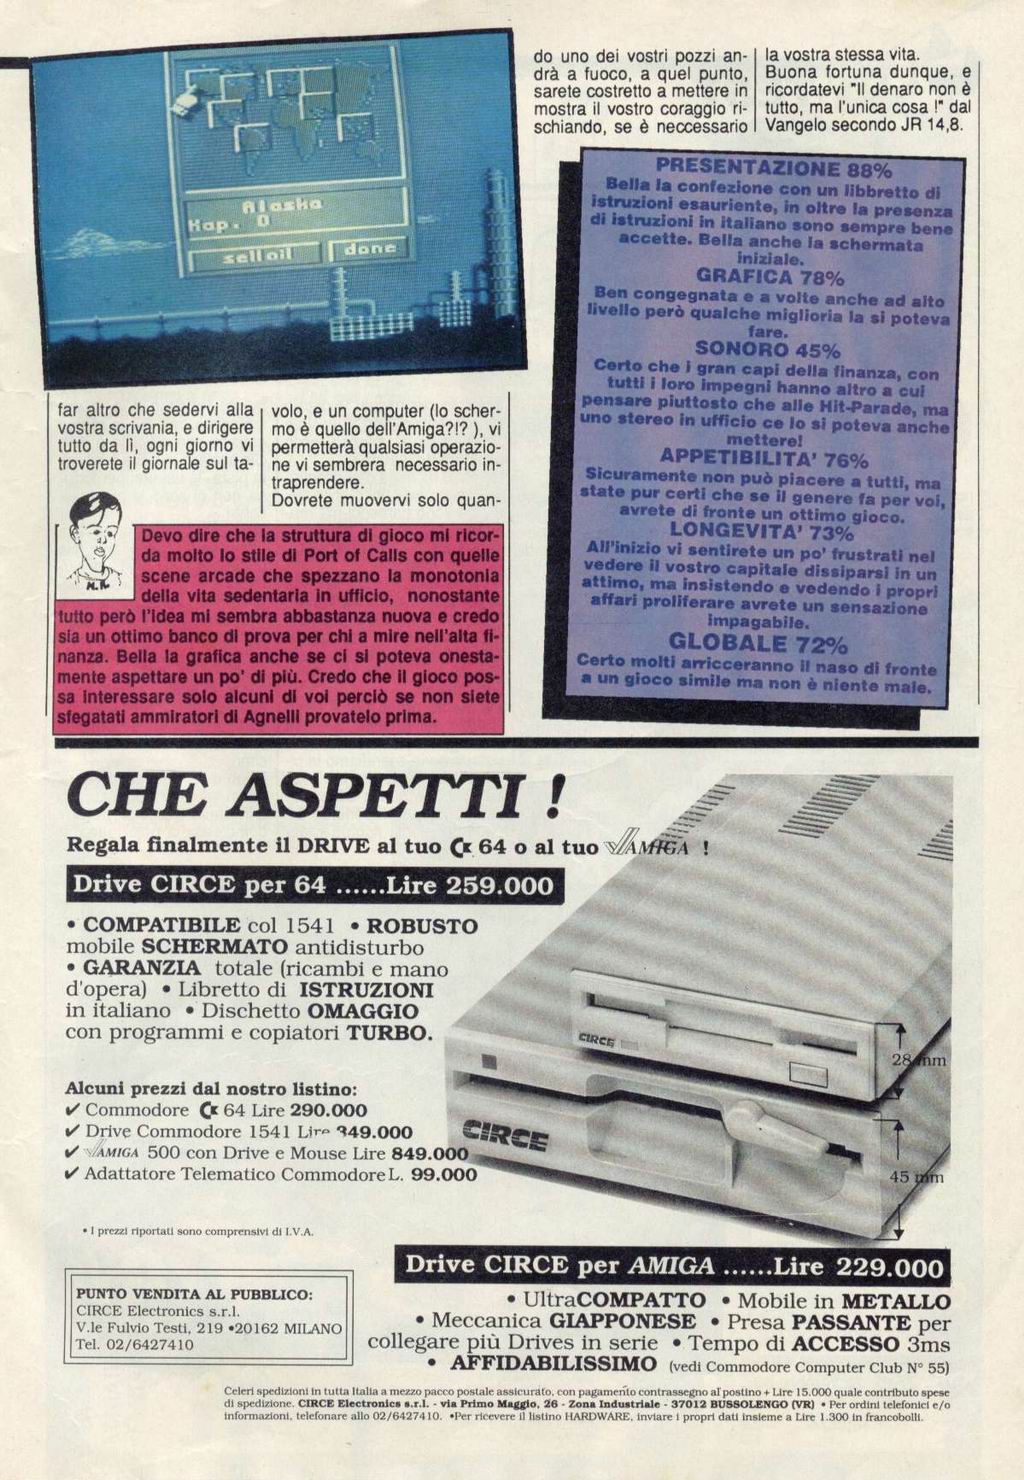 Alaska
Kap. 0
sell oil
done
far altro che sedervi alla
vostra scrivania, e dirigere
tutto da li, ogni giorno vi
troverete il giornale sul ta-
volo, e un computer (lo scher-
mo è quello dell'Amiga?!? ), vi
permetterà qualsiasi operazio-
ne vi sembrera necessario in-
traprendere.
Dovrete muovervi solo quan-
do uno dei vostri pozzi an-
drà a fuoco, a quel punto,
sarete costretto a mettere in
mostra il vostro coraggio ri-
schiando, se è neccessario
la vostra stessa vita.
Buona fortuna dunque, e
ricordatevi "Il denaro non è
tutto, ma l'unica cosa !" dal
Vangelo secondo JR 14,8.
M.R.
Devo dire che la struttura di gioco mi ricor-
da molto lo stile di Port of Calls con quelle
scene arcade che spezzano la monotonia
della vita sedentaria in ufficio, nonostante
tutto però l'idea mi sembra abbastanza nuova e credo
sia un ottimo banco di prova per chi a mire nell'alta fi-
nanza. Bella la grafica anche se ci si poteva onesta-
mente aspettare un po' di più. Credo che il gioco pos-
sa interessare solo alcuni di voi perciò se non siete
sfegatati ammiratori di Agnelli provatelo prima.
PRESENTAZIONE 88%
Bella la confezione con un libbretto di
istruzioni esauriente, in oltre la presenza
di istruzioni in italiano sono sempre bene
accette. Bella anche la schermata
iniziale.
GRAFICA 78%
Ben congegnata e a volte anche ad alto
livello però qualche miglioria la si poteva
fare.
SONORO 45%
Certo che i gran capi della finanza, con
tutti i loro impegni hanno altro a cui
pensare piuttosto che alle Hit-Parade, ma
uno stereo in ufficio ce lo si poteva anche
mettere!
APPETIBILITA' 76%
Sicuramente non può piacere a tutti, ma
state pur certi che se il genere fa per voi,
avrete di fronte un ottimo gioco.
LONGEVITA' 73%
All'inizio vi sentirete un po' frustrati nel
vedere il vostro capitale dissiparsi in un
attimo, ma insistendo e vedendo i propri
affari proliferare avrete un sensazione
impagabile.
GLOBALE 72%
Certo molti arricceranno il naso di fronte
a un gioco simile ma non è niente male.
CHE ASPETTI !
Regala finalmente il DRIVE al tuo C= 64 o al tuo AMIGA !
Drive CIRCE per 64 ......Lire 259.000
• COMPATIBILE col 1541 • ROBUSTO
mobile SCHERMATO antidisturbo
• GARANZIA totale (ricambi e mano
d'opera) • Libretto di ISTRUZIONI
in italiano • Dischetto OMAGGIO
con programmi e copiatori TURBO.
CIRCE
28 mm
CIRCE
45 mm
Alcuni prezzi dal nostro listino:
✔ Commodore C= 64 Lire 290.000
✔ Drive Commodore 1541 Lire 349.000
✔ AMIGA 500 con Drive e Mouse Lire 849.000
✔ Adattatore Telematico Commodore L. 99.000
• I prezzi riportati sono comprensivi di I.V.A.
Drive CIRCE per AMIGA ......Lire 229.000
• UltraCOMPATTO • Mobile in METALLO
• Meccanica GIAPPONESE • Presa PASSANTE per
collegare più Drives in serie • Tempo di ACCESSO 3ms
• AFFIDABILISSIMO (vedi Commodore Computer Club N° 55)
PUNTO VENDITA AL PUBBLICO:
CIRCE Electronics s.r.l.
V.le Fulvio Testi, 219 •20162 MILANO
Tel. 02/6427410
Celeri spedizioni in tutta Italia a mezzo pacco postale assicurato, con pagamento contrassegno al postino + Lire 15.000 quale contributo spese
di spedizione. CIRCE Electronics s.r.l. - via Primo Maggio, 26 - Zona Industriale - 37012 BUSSOLENGO (VR) • Per ordini telefonici e/o
informazioni, telefonare allo 02/6427410. •Per ricevere il listino HARDWARE, inviare i propri dati insieme a Lire 1.300 in francobolli.